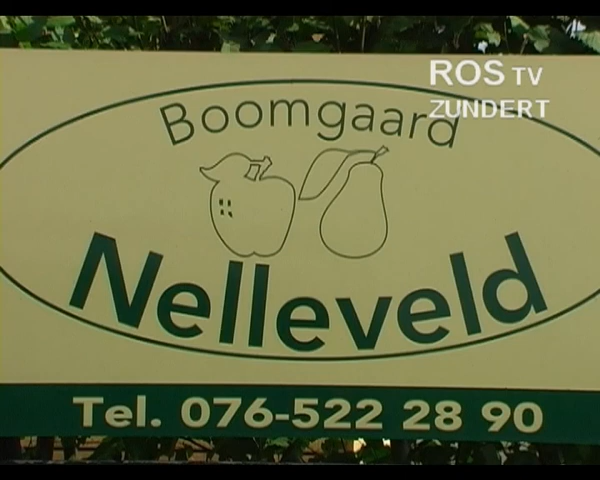 ROS TV
ZUNDERT
Boomgaard
Nelleveld
Tel. 076-522 28 90